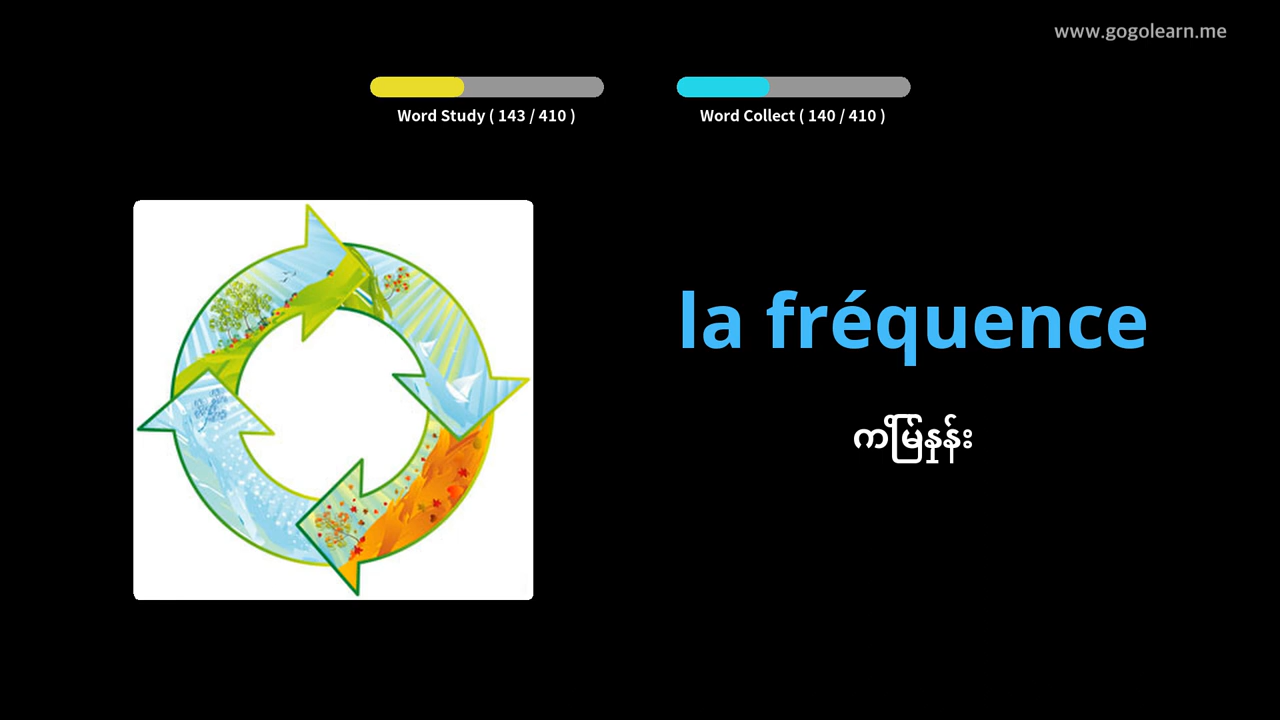 www.gogolearn.me
Word Study ( 143 / 410 )
Word Collect ( 140 / 410 )
la fréquence
ကိမ်ြနှုန်း